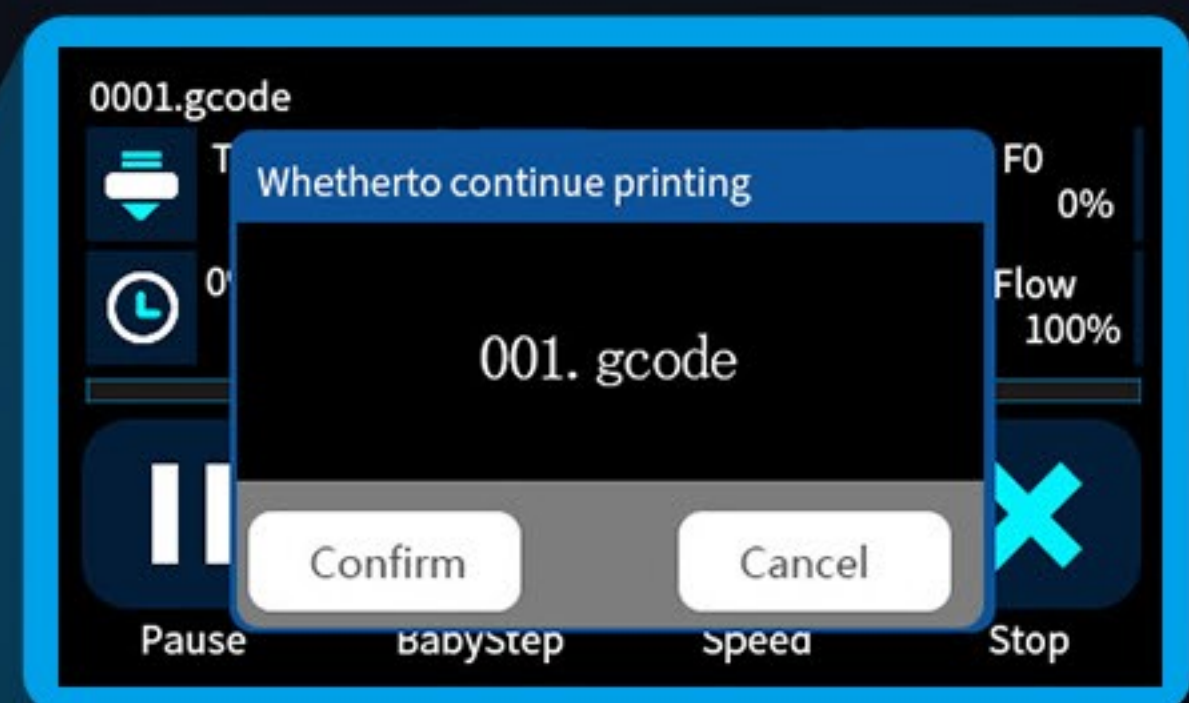 0001.gcode
F0
0%
Whetherto continue printing
Flow
100%
001. gcode
Confirm
Cancel
Pause
BabyStep
Speed
Stop